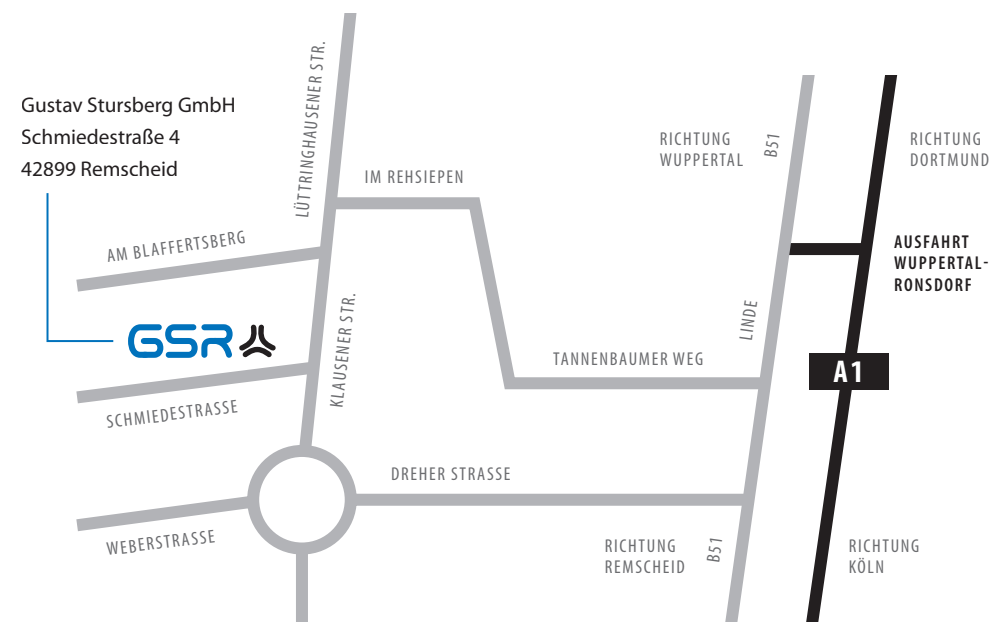 Gustav Stursberg GmbH
Schmiedestraße 4
42899 Remscheid
LÜTTRINGHAUSENER STR.
IM REHSIEPEN
AM BLAFFERTSBERG
GSR
KLAUSENER STR.
SCHMIEDESTRASSE
WEBERSTRASSE
DREHER STRASSE
TANNENBAUMER WEG
LINDE
RICHTUNG
WUPPERTAL
B51
RICHTUNG
DORTMUND
AUSFAHRT
WUPPERTAL-
RONSDORF
A1
RICHTUNG
REMSCHEID
B51
RICHTUNG
KÖLN